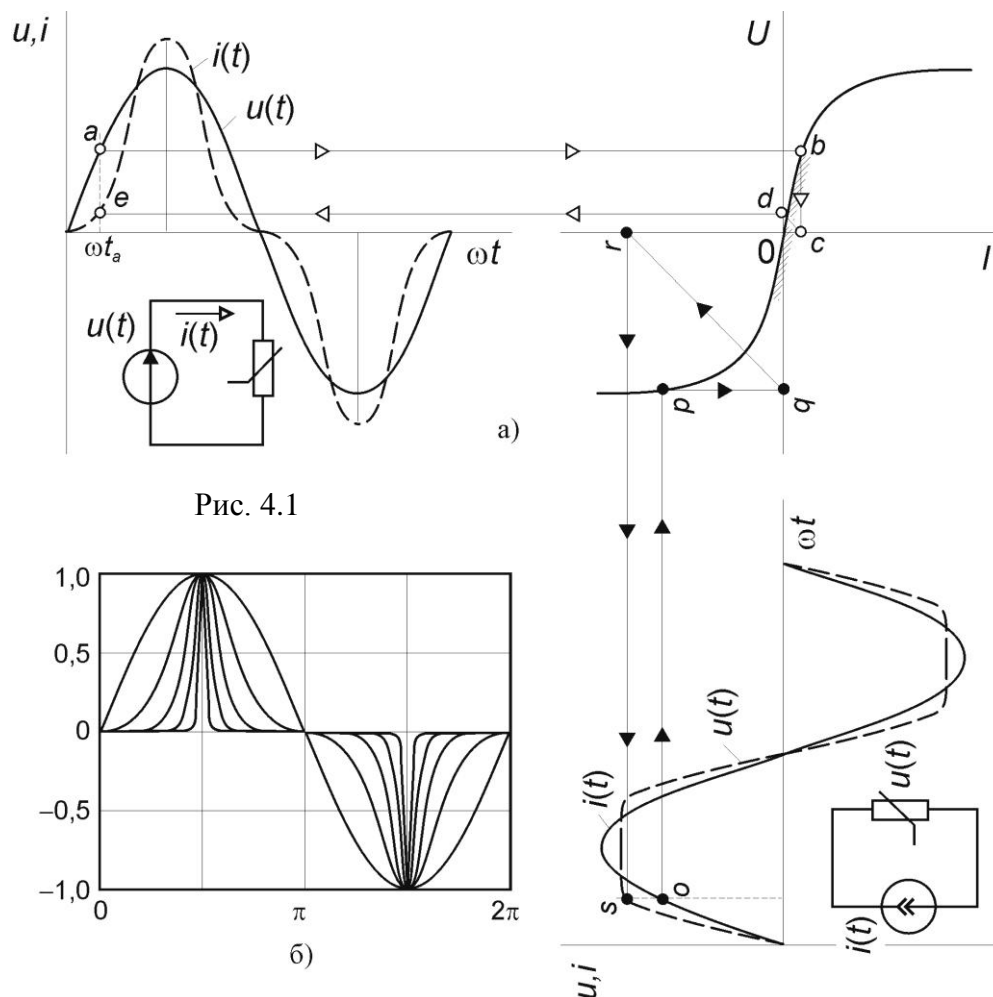 u,i
i(t)
u(t)
a
e
ωt_a
ωt
u(t)
i(t)
а)
U
b
d
r
0
c
I
p
q
Рис. 4.1
1,0
0,5
0
−0,5
−1,0
0
π
2π
б)
ωt
u(t)
i(t)
s
o
u,i
u(t)
i(t)